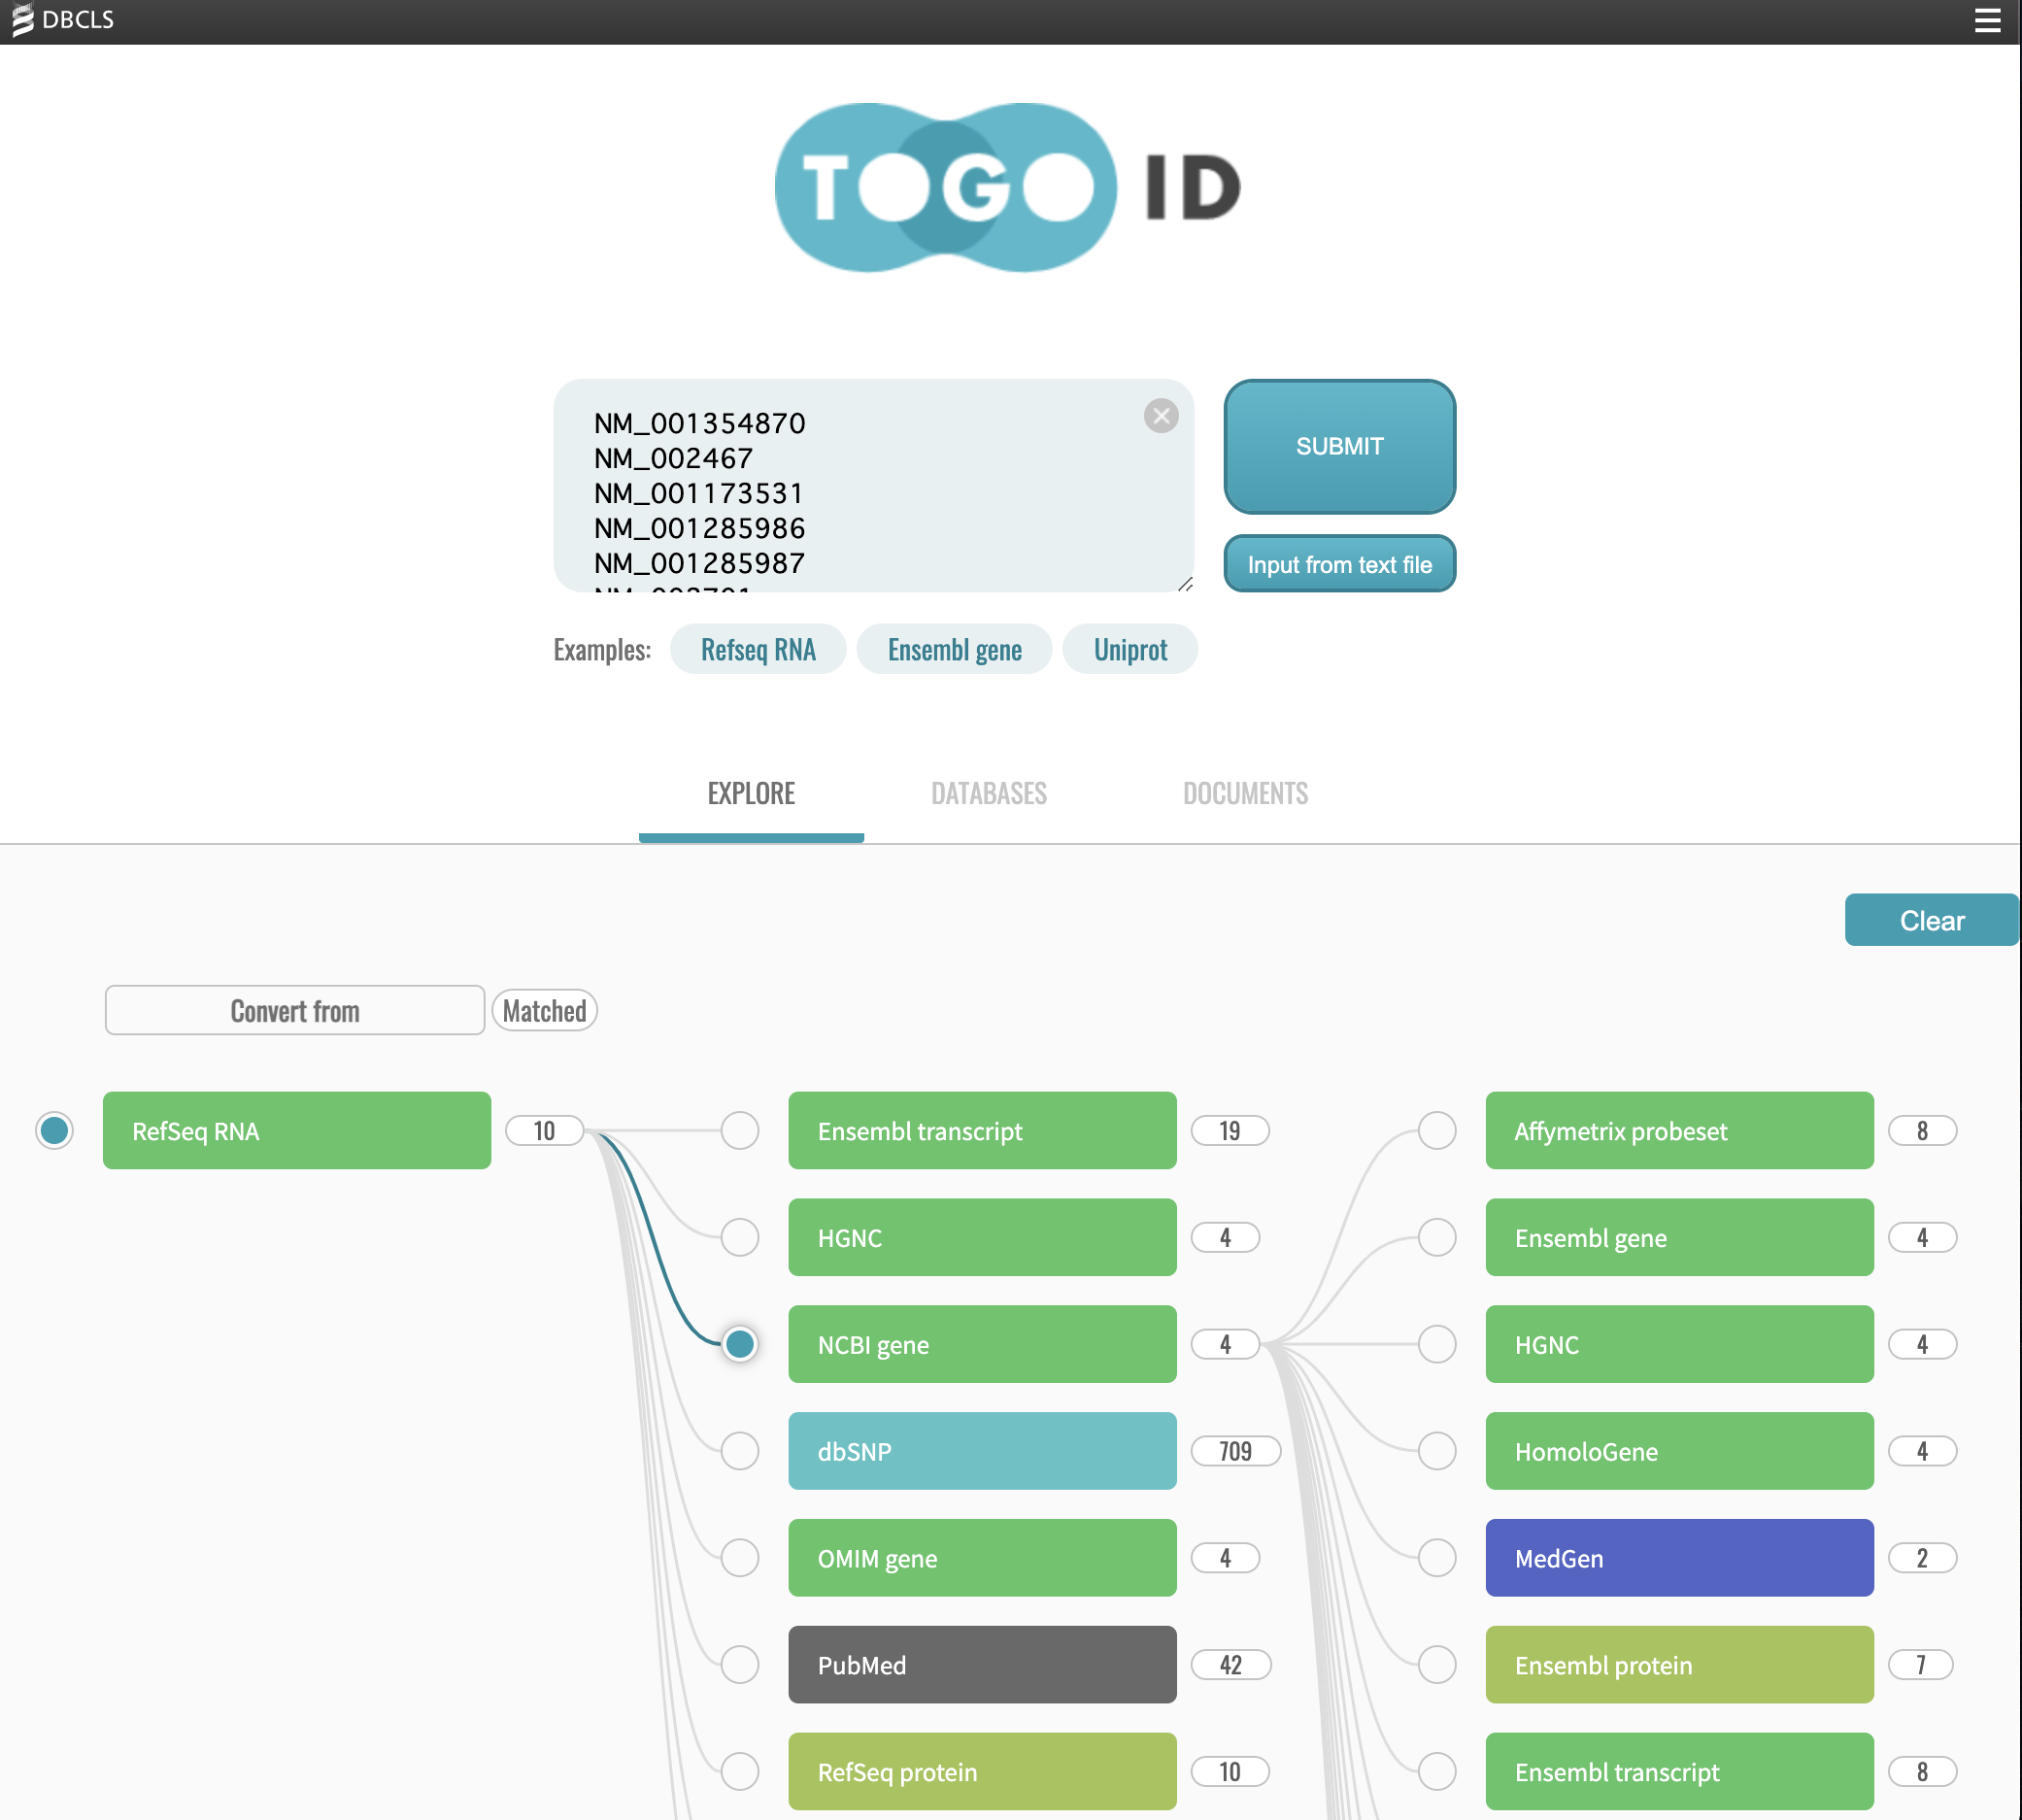 DBCLS
TOGO ID
NM_001354870
NM_002467
NM_001173531
NM_001285986
NM_001285987
SUBMIT
Input from text file
Examples: Refseq RNA Ensembl gene Uniprot
EXPLORE DATABASES DOCUMENTS
Clear
Convert from Matched
RefSeq RNA 10 Ensembl transcript 19 Affymetrix probeset 8
HGNC 4 Ensembl gene 4
NCBI gene 4 HGNC 4
dbSNP 709 HomoloGene 4
OMIM gene 4 MedGen 2
PubMed 42 Ensembl protein 7
RefSeq protein 10 Ensembl transcript 8